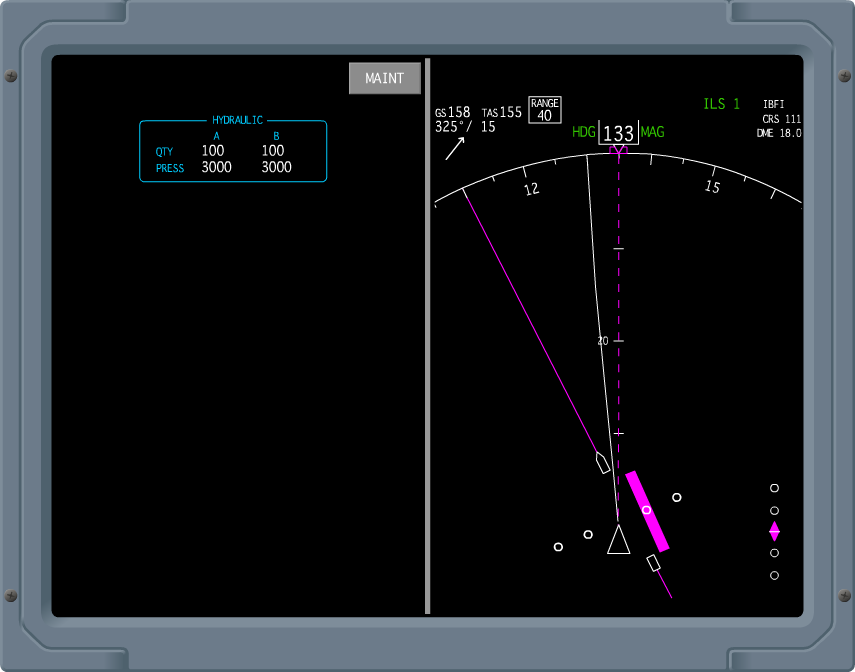 MAINT
HYDRAULIC
A B
QTY 100 100
PRESS 3000 3000
GS158 TAS155
325°/ 15
RANGE
40
HDG 133 MAG
ILS 1
IBFI
CRS 111
DME 18.0
12
15
20